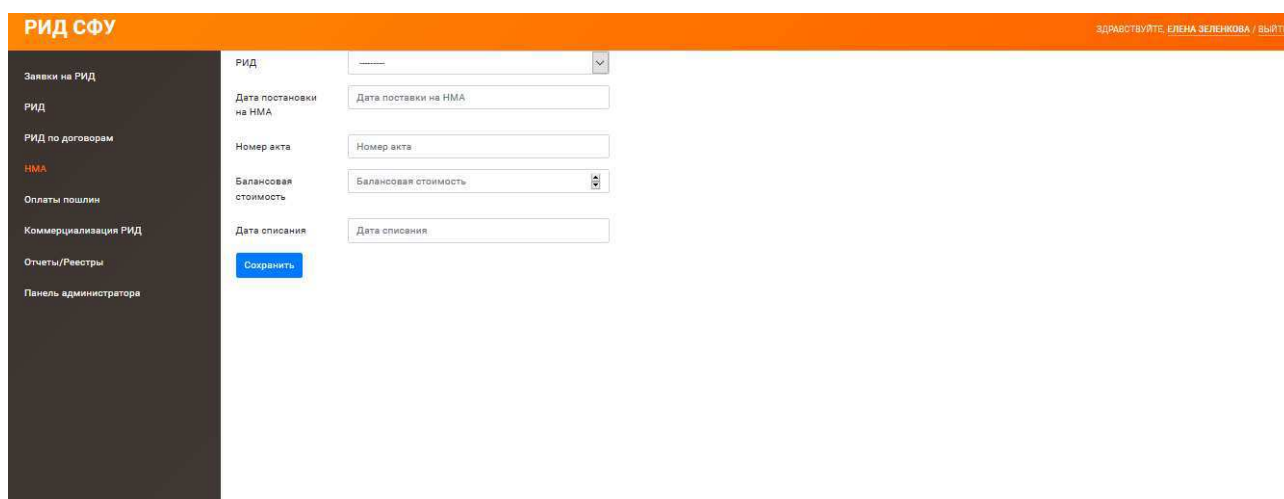 РИД СФУ
ЗДРАВСТВУЙТЕ, ЕЛЕНА ЗЕЛЕНКОВА / ВЫЙТИ
Заявки на РИД
РИД
РИД по договорам
НМА
Оплаты пошлин
Коммерциализация РИД
Отчеты/Реестры
Панель администратора
РИД
---------
Дата постановки
на НМА
Дата поставки на НМА
Номер акта
Номер акта
Балансовая
стоимость
Балансовая стоимость
Дата списания
Дата списания
Сохранить